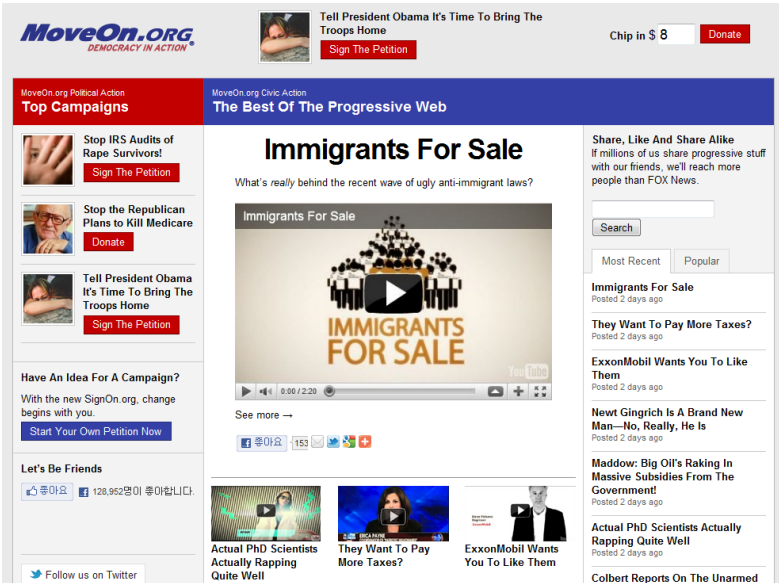 MoveOn.ORG
DEMOCRACY IN ACTION
Tell President Obama It's Time To Bring The
Troops Home
Sign The Petition
Chip in $ 8
Donate
MoveOn.org Political Action
Top Campaigns
MoveOn.org Civic Action
The Best Of The Progressive Web
Stop IRS Audits of
Rape Survivors!
Sign The Petition
Stop the Republican
Plans to Kill Medicare
Donate
Tell President Obama
It's Time To Bring The
Troops Home
Sign The Petition
Have An Idea For A Campaign?
With the new SignOn.org, change
begins with you.
Start Your Own Petition Now
Let's Be Friends
좋아요
128,952명이 좋아합니다.
Follow us on Twitter
Immigrants For Sale
What's really behind the recent wave of ugly anti-immigrant laws?
Immigrants For Sale
IMMIGRANTS
FOR SALE
YouTube
0:00 / 2:20
See more →
좋아요
153
Actual PhD Scientists
Actually Rapping
Quite Well
ERICA PAYNE
They Want To Pay
More Taxes?
ExxonMobil Wants
You To Like Them
Share, Like And Share Alike
If millions of us share progressive stuff
with our friends, we'll reach more
people than FOX News.
Search
Most Recent
Popular
Immigrants For Sale
Posted 2 days ago
They Want To Pay More Taxes?
Posted 2 days ago
ExxonMobil Wants You To Like
Them
Posted 2 days ago
Newt Gingrich Is A Brand New
Man—No, Really, He Is
Posted 2 days ago
Maddow: Big Oil's Raking In
Massive Subsidies From The
Government!
Posted 2 days ago
Actual PhD Scientists Actually
Rapping Quite Well
Posted 2 days ago
Colbert Reports On The Unarmed